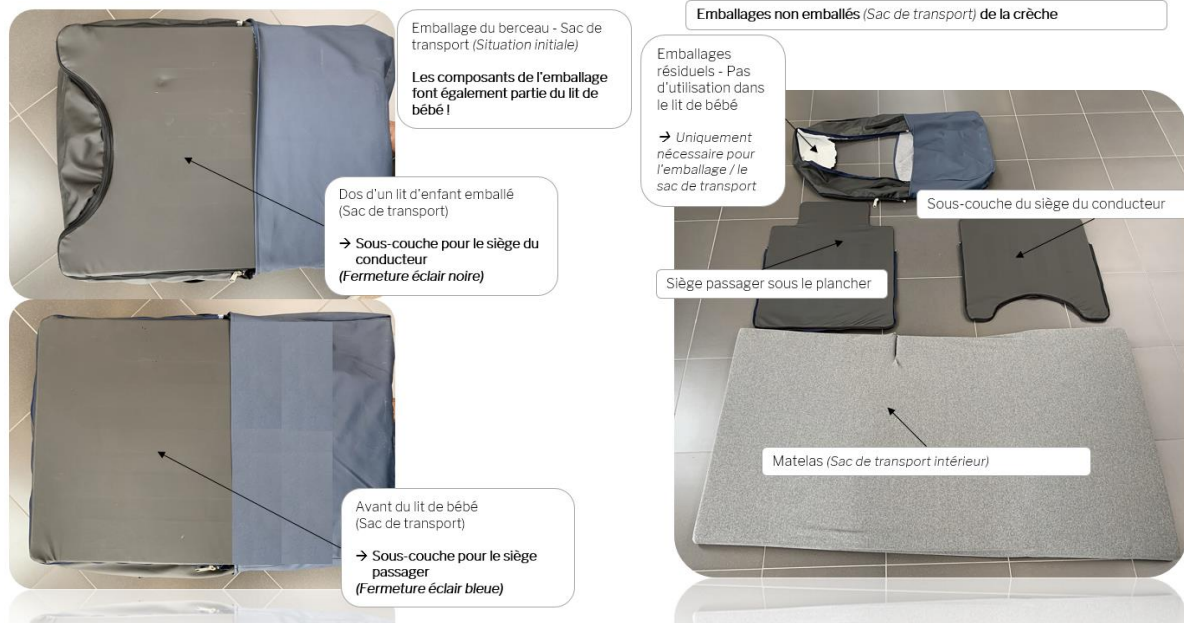 Emballage du berceau - Sac de
transport (Situation initiale)
Les composants de l'emballage
font également partie du lit de
bébé !
Dos d'un lit d'enfant emballé
(Sac de transport)
→ Sous-couche pour le siège du
conducteur
(Fermeture éclair noire)
Avant du lit de bébé
(Sac de transport)
→ Sous-couche pour le siège
passager
(Fermeture éclair bleue)
Emballages non emballés (Sac de transport) de la crèche
Emballages
résiduels - Pas
d'utilisation dans
le lit de bébé
→ Uniquement
nécessaire pour
l'emballage / le
sac de transport
Sous-couche du siège du conducteur
Siège passager sous le plancher
Matelas (Sac de transport intérieur)